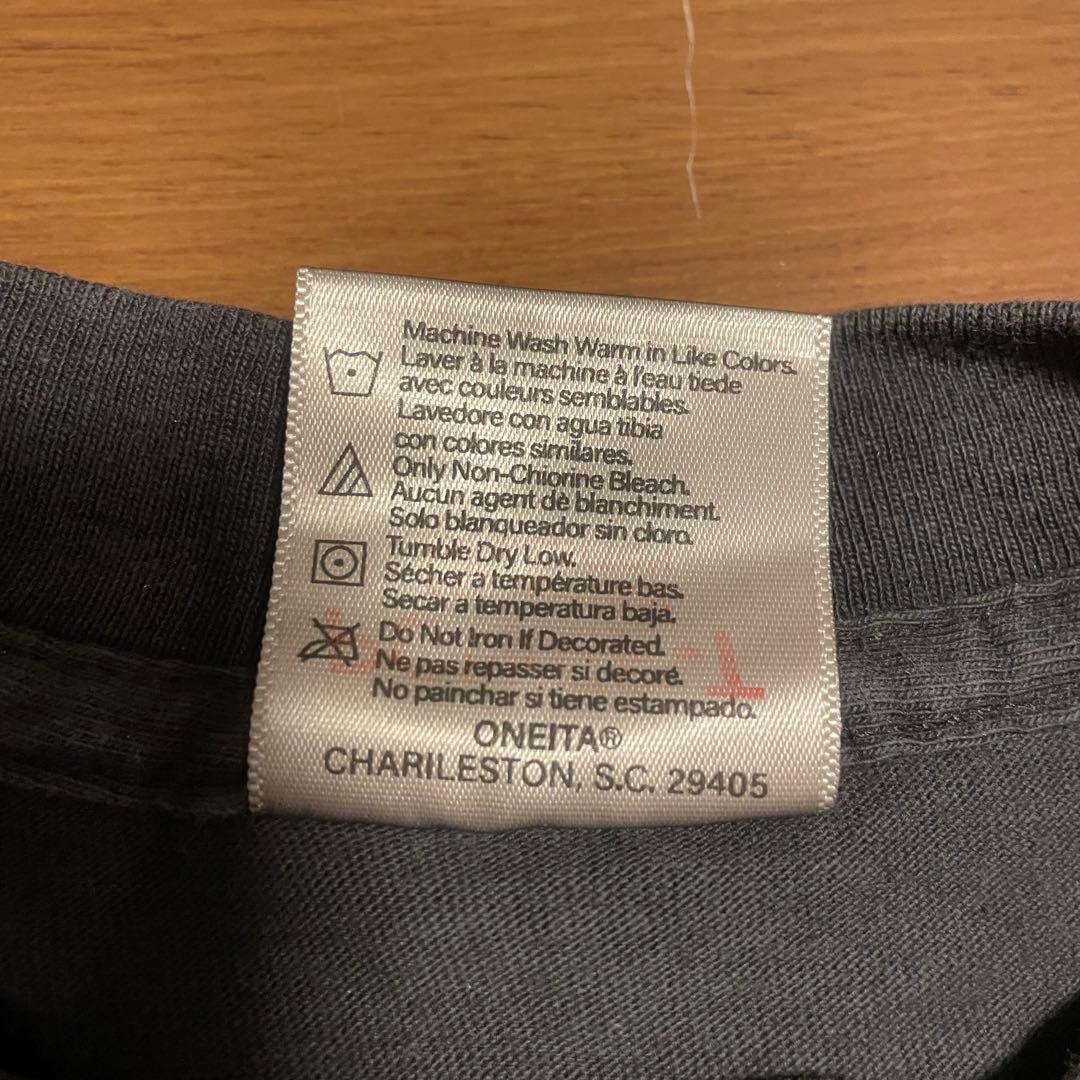 Machine Wash Warm in Like Colors.
Laver à la machine à l'eau tiede
avec couleurs semblables.
Lavedore con agua tibia
con colores similares.
Only Non-Chiorine Bleach.
Aucun agent de blanchiment.
Solo blanqueador sin cloro.
Tumble Dry Low.
Sécher a température bas.
Secar a temperatura baja.
Do Not Iron If Decorated.
Ne pas repasser si decoré.
No painchar si tiene estampado.
ONEITA®
CHARILESTON, S.C. 29405